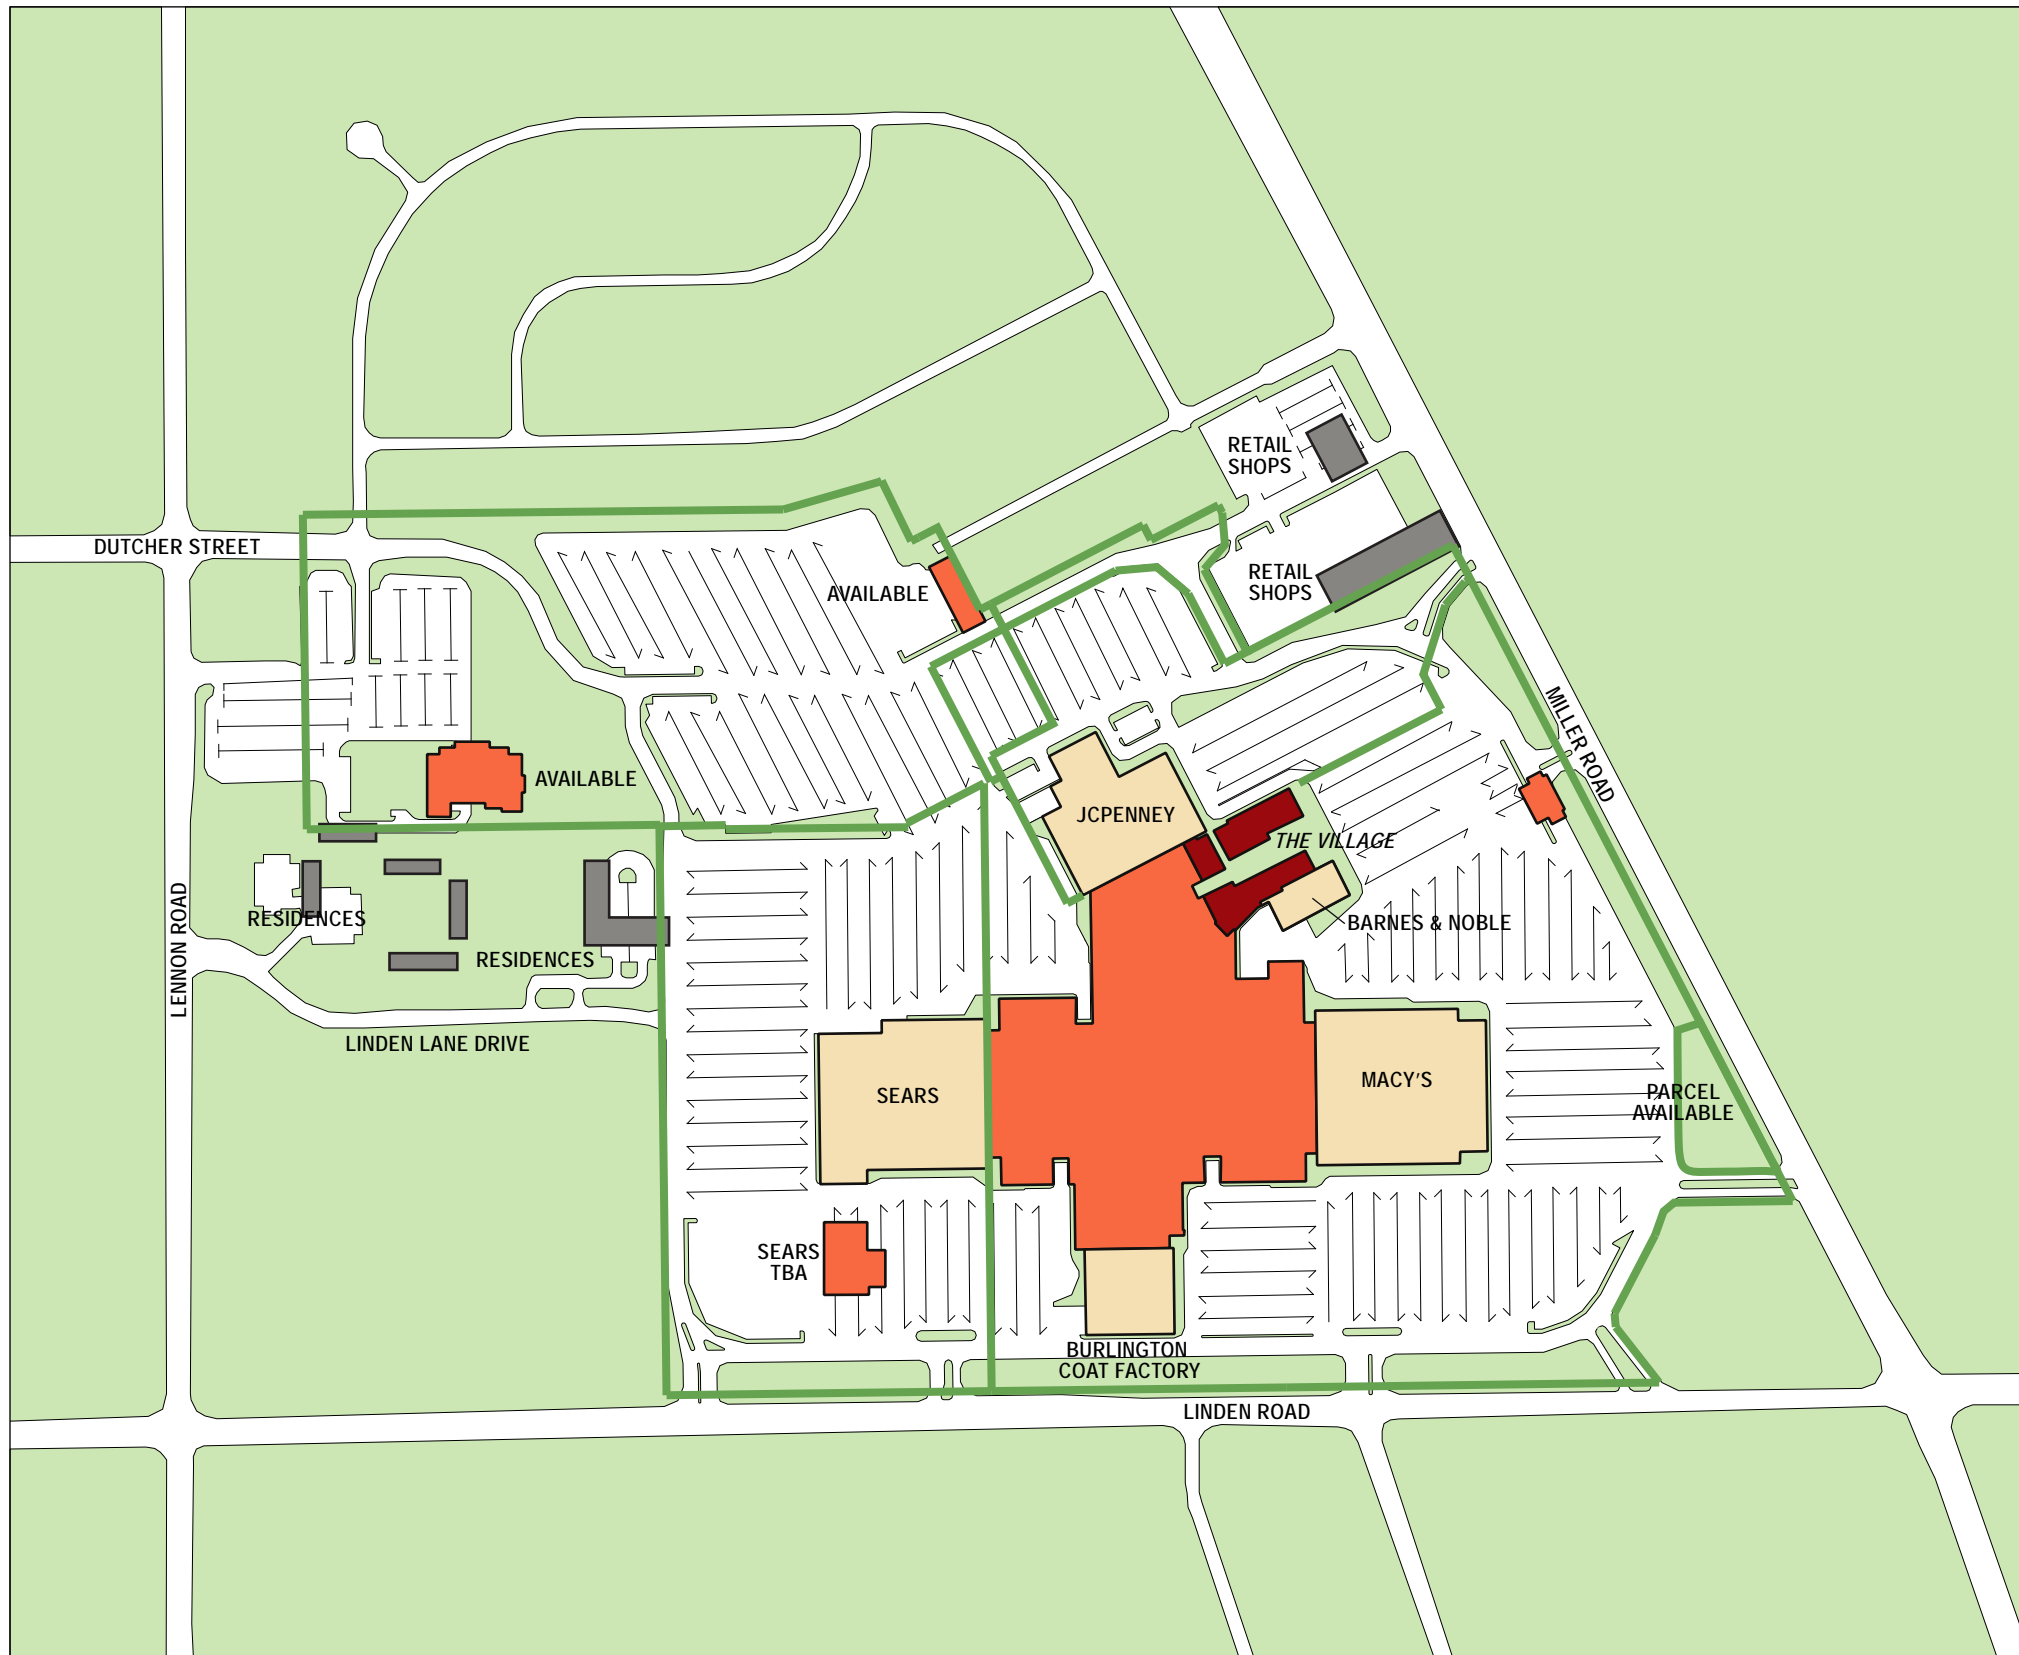 RETAIL
SHOPS
DUTCHER STREET
RETAIL
SHOPS
AVAILABLE
MILLER ROAD
AVAILABLE
JCPENNEY
THE VILLAGE
RESIDENCES
BARNES & NOBLE
LENNON ROAD
RESIDENCES
LINDEN LANE DRIVE
SEARS
MACY'S
PARCEL
AVAILABLE
SEARS
TBA
BURLINGTON
COAT FACTORY
LINDEN ROAD